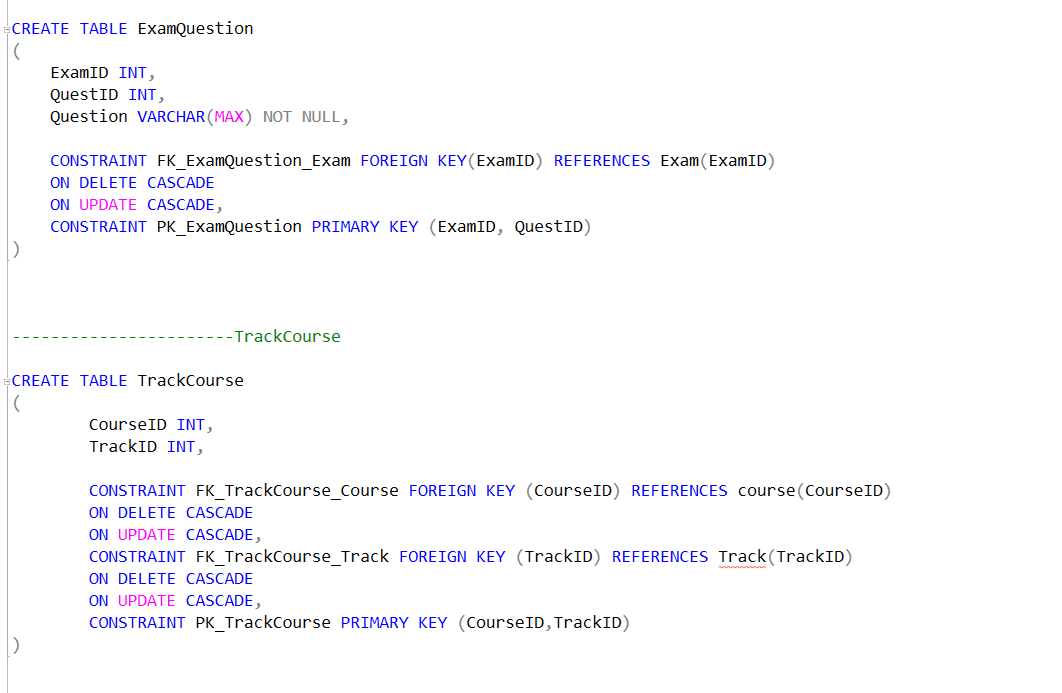 CREATE TABLE ExamQuestion
(
ExamID INT,
QuestID INT,
Question VARCHAR(MAX) NOT NULL,
CONSTRAINT FK_ExamQuestion_Exam FOREIGN KEY(ExamID) REFERENCES Exam(ExamID)
ON DELETE CASCADE
ON UPDATE CASCADE,
CONSTRAINT PK_ExamQuestion PRIMARY KEY (ExamID, QuestID)
)
-----------------------TrackCourse
CREATE TABLE TrackCourse
(
CourseID INT,
TrackID INT,
CONSTRAINT FK_TrackCourse_Course FOREIGN KEY (CourseID) REFERENCES course(CourseID)
ON DELETE CASCADE
ON UPDATE CASCADE,
CONSTRAINT FK_TrackCourse_Track FOREIGN KEY (TrackID) REFERENCES Track(TrackID)
ON DELETE CASCADE
ON UPDATE CASCADE,
CONSTRAINT PK_TrackCourse PRIMARY KEY (CourseID,TrackID)
)